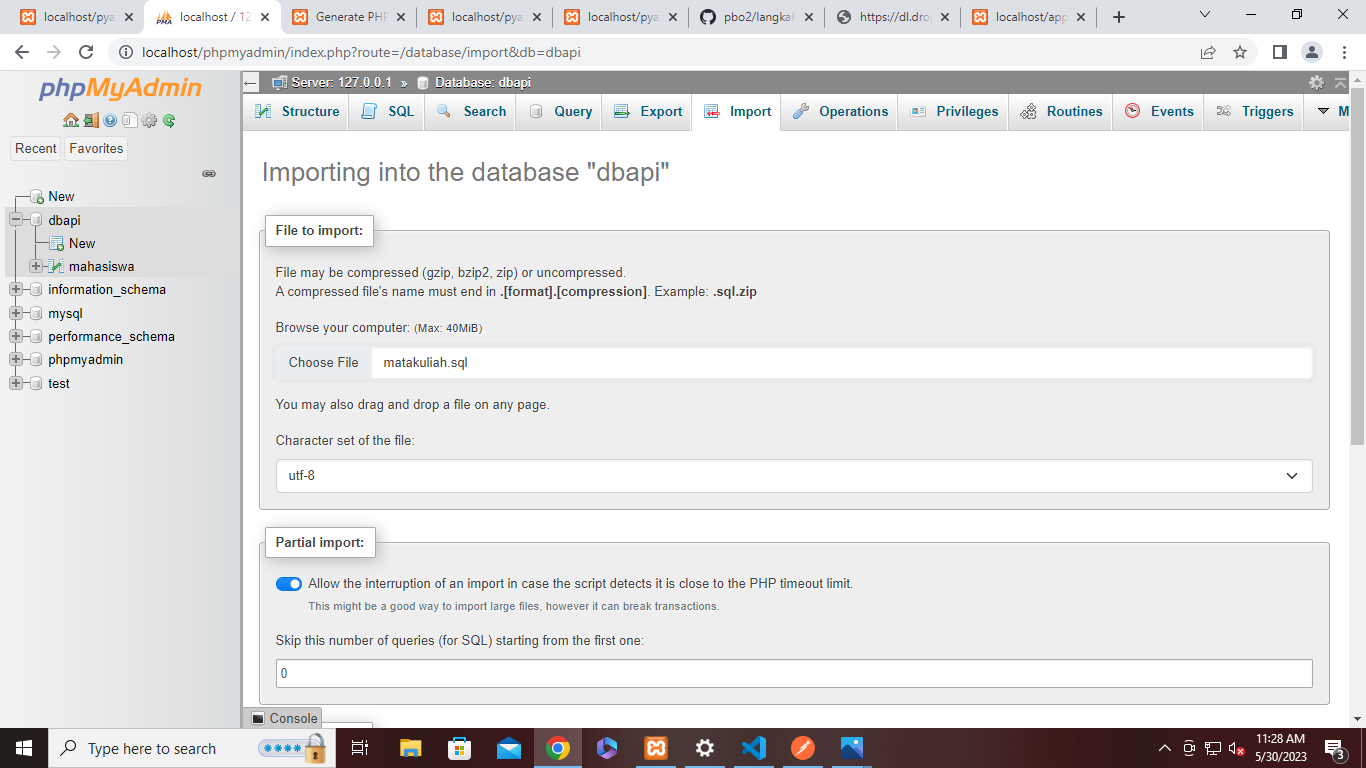 localhost/pya
localhost / 12
Generate PHP
localhost/pya
localhost/pya
pbo2/langkah
https://dl.drop
localhost/app
localhost/phpmyadmin/index.php?route=/database/import&db=dbapi
phpMyAdmin
Server: 127.0.0.1 » Database: dbapi
Structure SQL Search Query Export Import Operations Privileges Routines Events Triggers M
Recent Favorites
New
dbapi
New
mahasiswa
information_schema
mysql
performance_schema
phpmyadmin
test
Importing into the database "dbapi"
File to import:
File may be compressed (gzip, bzip2, zip) or uncompressed.
A compressed file's name must end in .[format].[compression]. Example: .sql.zip
Browse your computer: (Max: 40MiB)
Choose File matakuliah.sql
You may also drag and drop a file on any page.
Character set of the file:
utf-8
Partial import:
Allow the interruption of an import in case the script detects it is close to the PHP timeout limit.
This might be a good way to import large files, however it can break transactions.
Skip this number of queries (for SQL) starting from the first one:
0
Console
Type here to search
11:28 AM
5/30/2023
3